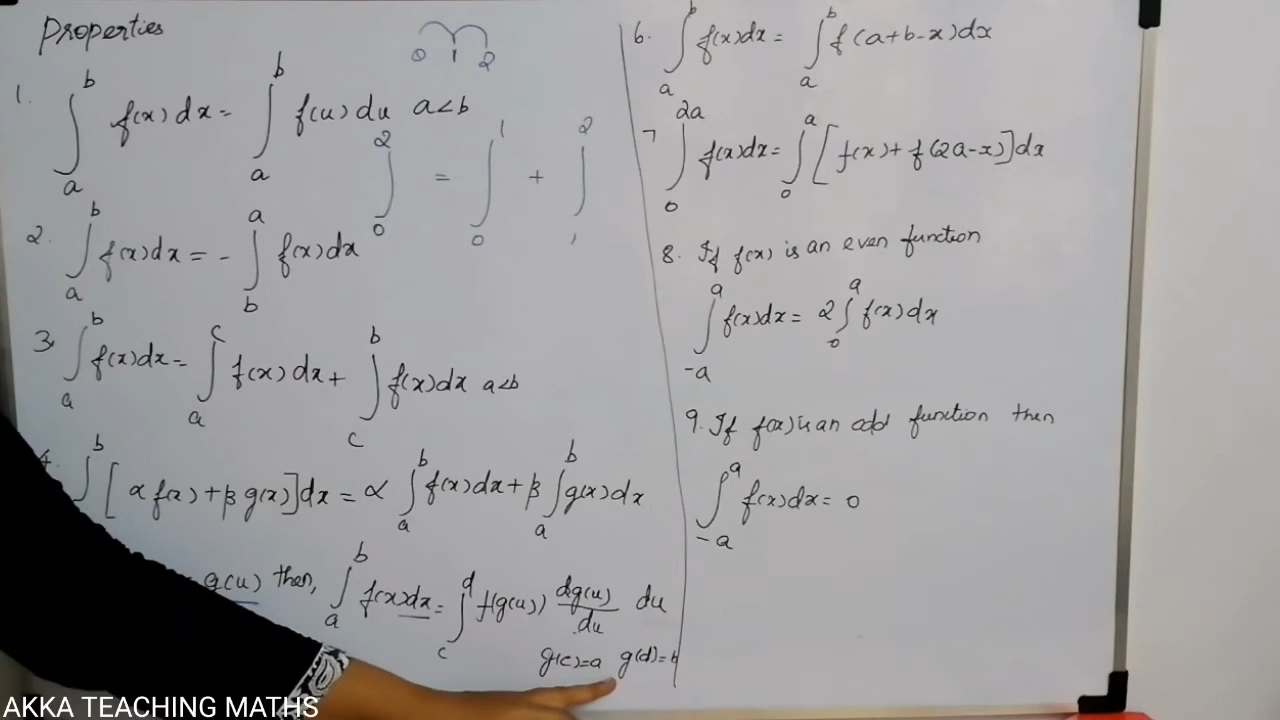 Properties
0 1 2
1. ∫_a^b f(x) dx = ∫_a^b f(u) du a<b
∫_0^2 = ∫_0^1 + ∫_1^2
2. ∫_a^b f(x)dx = - ∫_b^a f(x)dx
3. ∫_a^b f(x)dx = ∫_a^c f(x) dx + ∫_c^b f(x)dx a<b
4. ∫^b [α f(x) + β g(x)]dx = α ∫_a^b f(x)dx + β ∫_a^b g(x)dx
= g(u) then, ∫_a^b f(x)dx = ∫_c^d f(g(u)) dg(u)/du du
g(c)=a g(d)=b
6. ∫_a^b f(x)dx = ∫_a^b f(a+b-x)dx
7 ∫_0^2a f(x)dx = ∫_0^a [f(x) + f(2a-x)]dx
8. If f(x) is an even function
∫_-a^a f(x)dx = 2 ∫_0^a f(x)dx
9. If f(x) is an add function then
∫_-a^a f(x)dx = 0
AKKA TEACHING MATHS